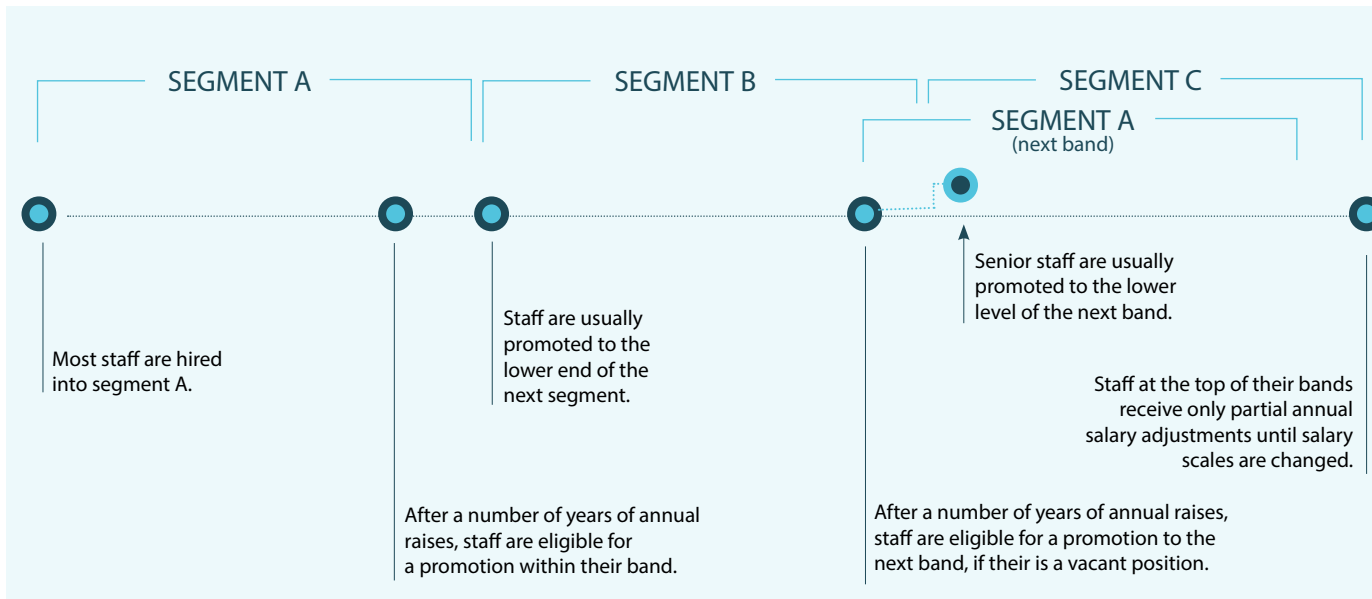 SEGMENT A
SEGMENT B
SEGMENT C
SEGMENT A
(next band)
Most staff are hired
into segment A.
After a number of years of annual
raises, staff are eligible for
a promotion within their band.
Staff are usually
promoted to the
lower end of the
next segment.
After a number of years of annual raises,
staff are eligible for a promotion to the
next band, if their is a vacant position.
Senior staff are usually
promoted to the lower
level of the next band.
Staff at the top of their bands
receive only partial annual
salary adjustments until salary
scales are changed.